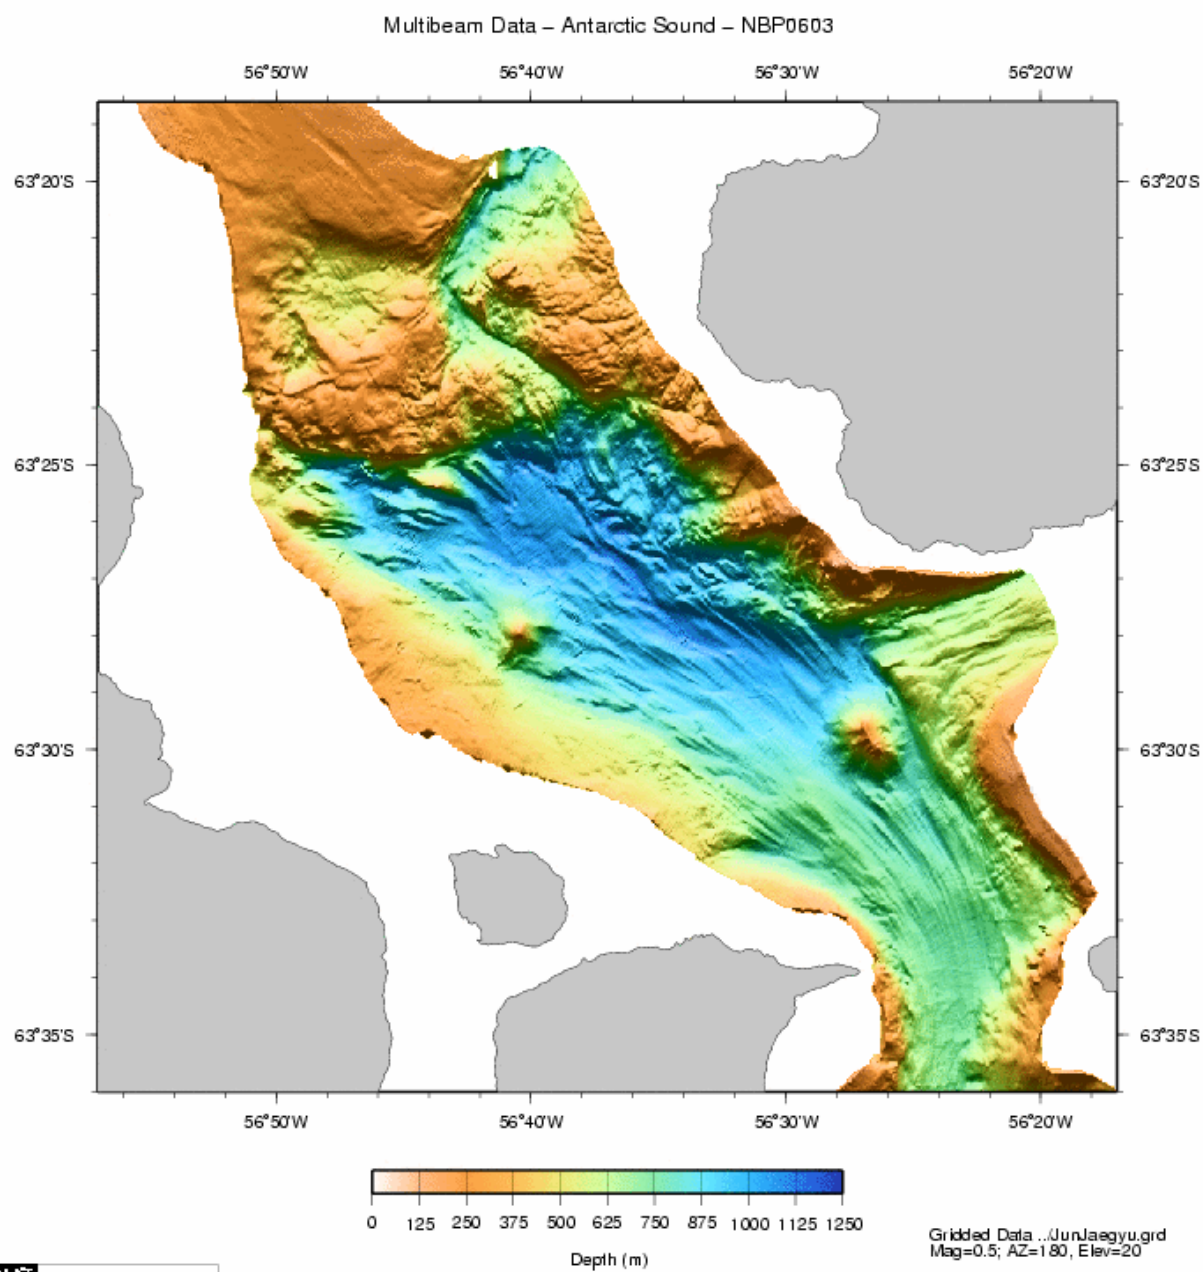 Multibeam Data – Antarctic Sound – NBP0603
56°50'W 56°40'W 56°30'W 56°20'W
63°20'S 63°20'S
63°25'S 63°25'S
63°30'S 63°30'S
63°35'S 63°35'S
56°50'W 56°40'W 56°30'W 56°20'W
0 125 250 375 500 625 750 875 1000 1125 1250
Depth (m)
Gridded Data ../JunJaegyu.grd
Mag=0.5; AZ=180, Elev=20